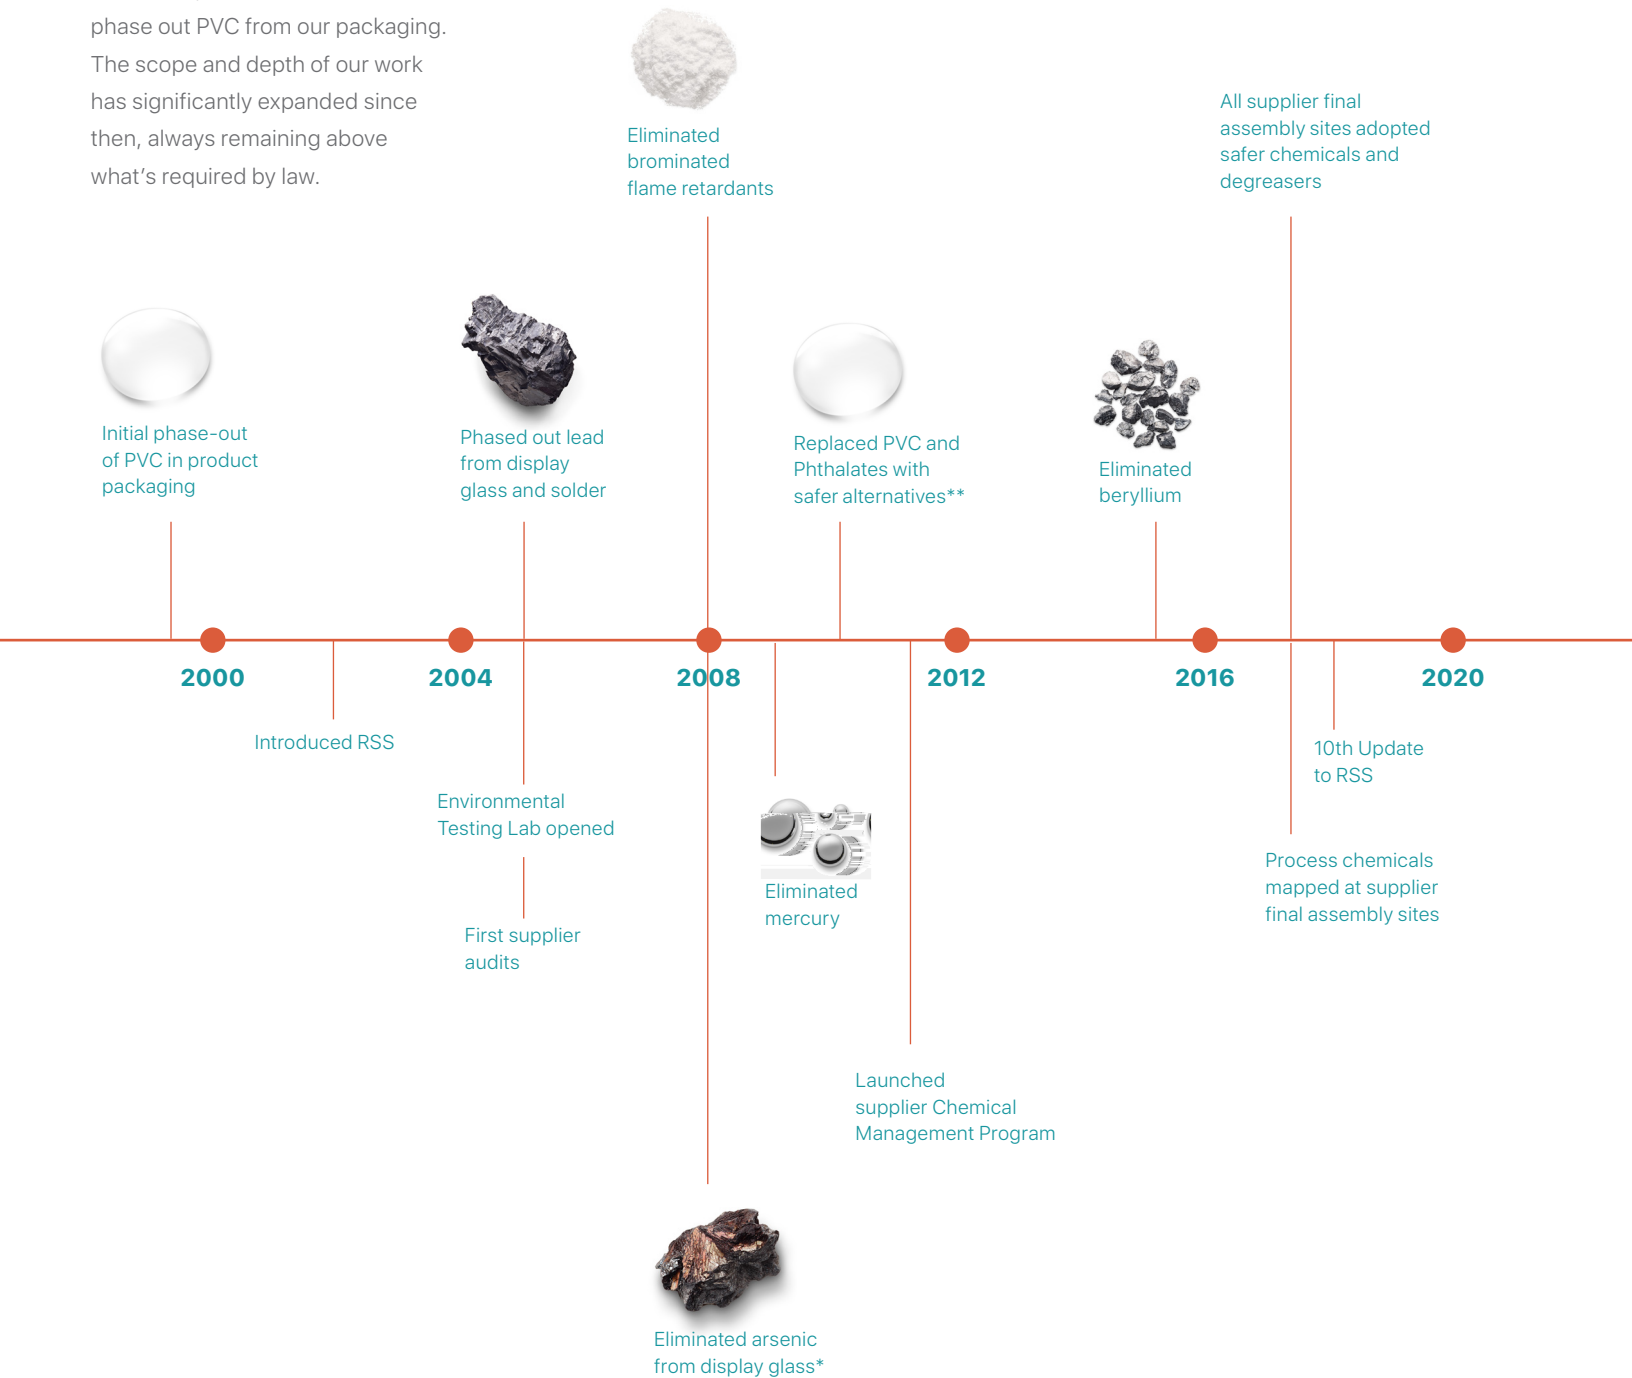 phase out PVC from our packaging.
The scope and depth of our work
has significantly expanded since
then, always remaining above
what's required by law.
Eliminated
brominated
flame retardants
All supplier final
assembly sites adopted
safer chemicals and
degreasers
Initial phase-out
of PVC in product
packaging
Phased out lead
from display
glass and solder
Replaced PVC and
Phthalates with
safer alternatives**
Eliminated
beryllium
2000
2004
2008
2012
2016
2020
Introduced RSS
10th Update
to RSS
Environmental
Testing Lab opened
Process chemicals
mapped at supplier
final assembly sites
Eliminated
mercury
First supplier
audits
Launched
supplier Chemical
Management Program
Eliminated arsenic
from display glass*